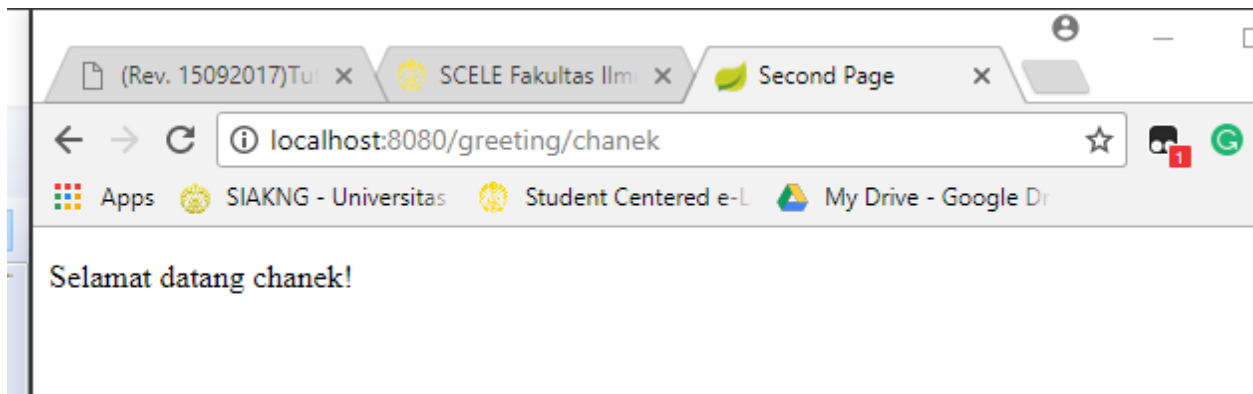 (Rev. 15092017)Tut SCELE Fakultas Ilmu Second Page
localhost:8080/greeting/chanek
1 G
Apps SIAKNG - Universitas Student Centered e-L My Drive - Google Dr
Selamat datang chanek!